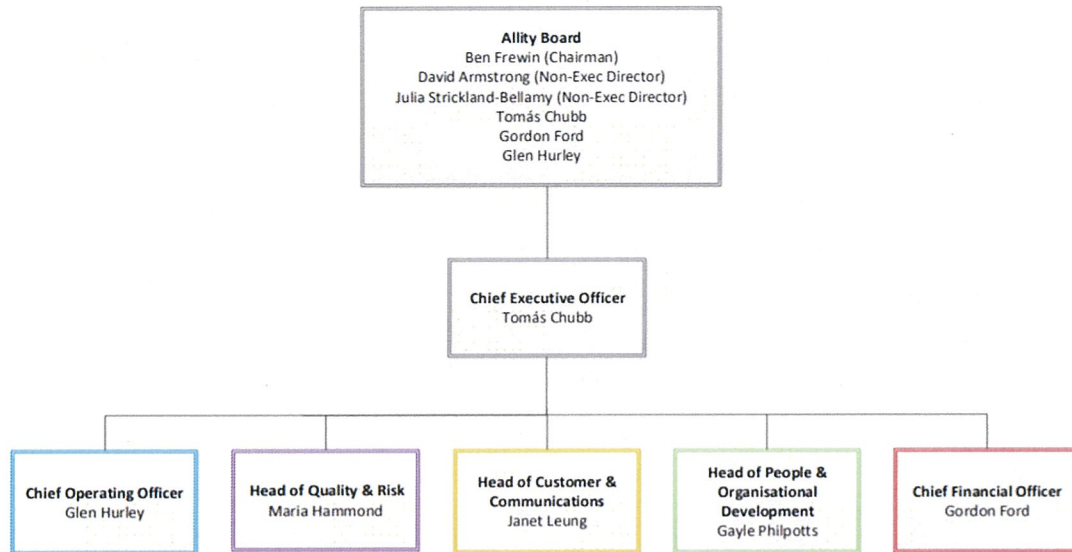 Allity Board
Ben Frewin (Chairman)
David Armstrong (Non-Exec Director)
Julia Strickland-Bellamy (Non-Exec Director)
Tomás Chubb
Gordon Ford
Glen Hurley
Chief Executive Officer
Tomás Chubb
Chief Operating Officer
Glen Hurley
Head of Quality & Risk
Maria Hammond
Head of Customer &
Communications
Janet Leung
Head of People &
Organisational
Development
Gayle Philpotts
Chief Financial Officer
Gordon Ford